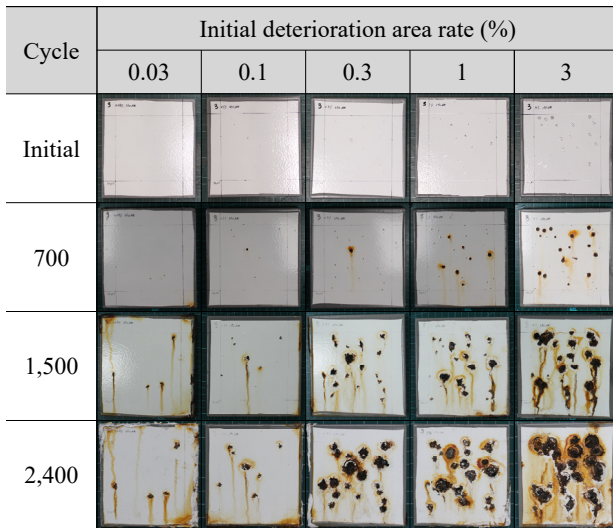 Cycle
Initial deterioration area rate (%)
0.03 0.1 0.3 1 3
Initial
700
1,500
2,400